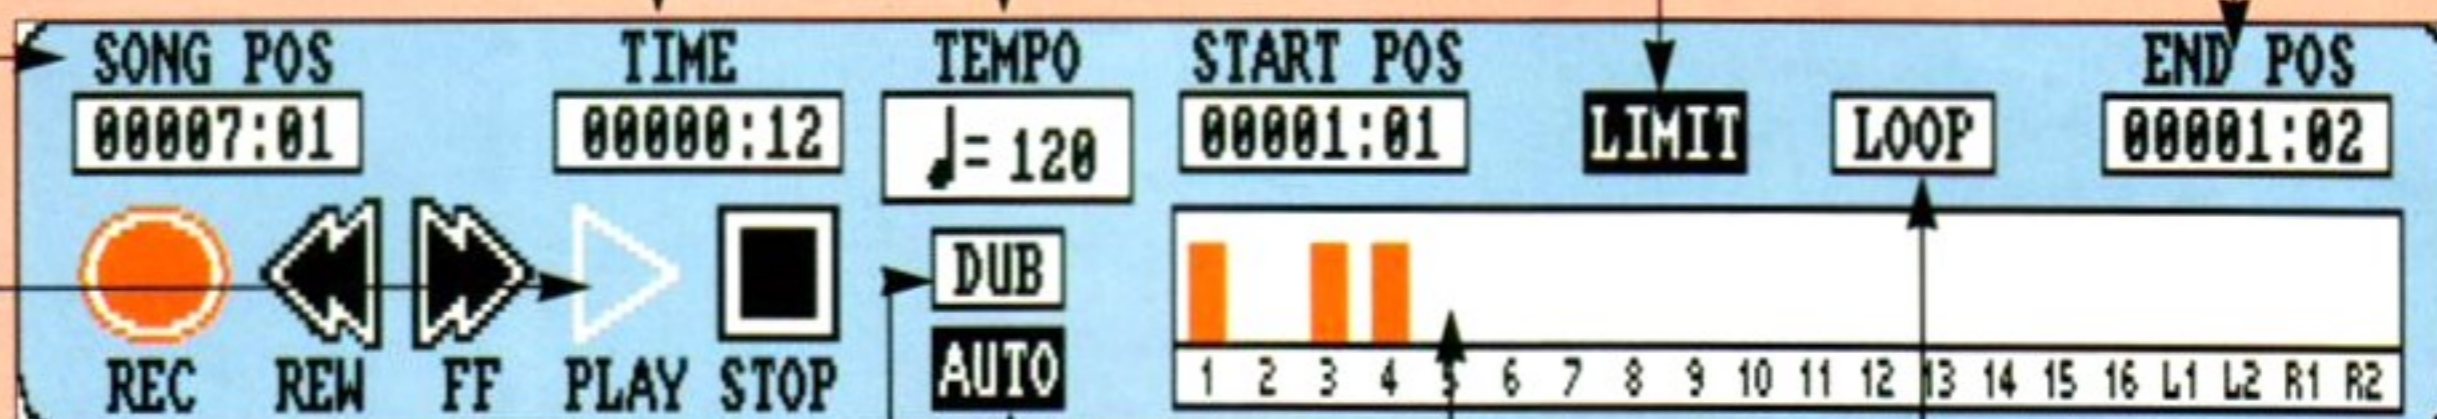 SONG POS TIME TEMPO START POS END POS
00007:01 00000:12 ♩= 120 00001:01 LIMIT LOOP 00001:02
DUB
REC REW FF PLAY STOP AUTO 1 2 3 4 5 6 7 8 9 10 11 12 13 14 15 16 L1 L2 R1 R2